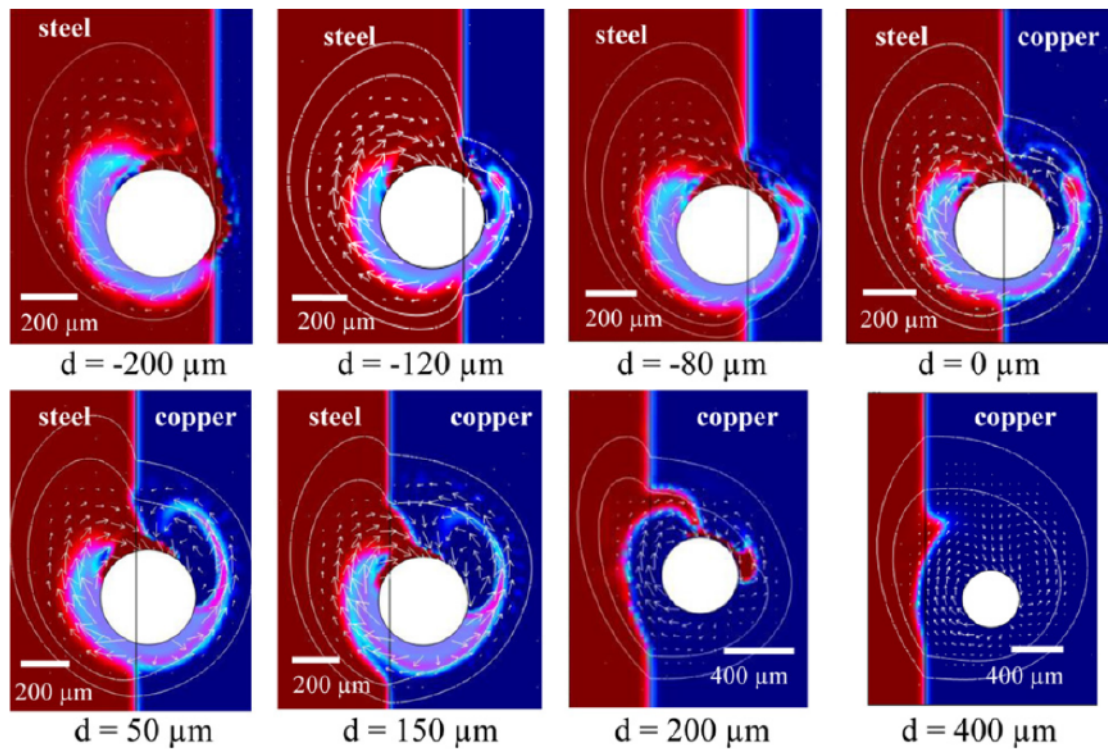 steel
steel
steel
steel copper
200 µm
200 µm
200 µm
200 µm
d = -200 µm
d = -120 µm
d = -80 µm
d = 0 µm
steel copper
steel copper
copper
copper
200 µm
200 µm
400 µm
400 µm
d = 50 µm
d = 150 µm
d = 200 µm
d = 400 µm